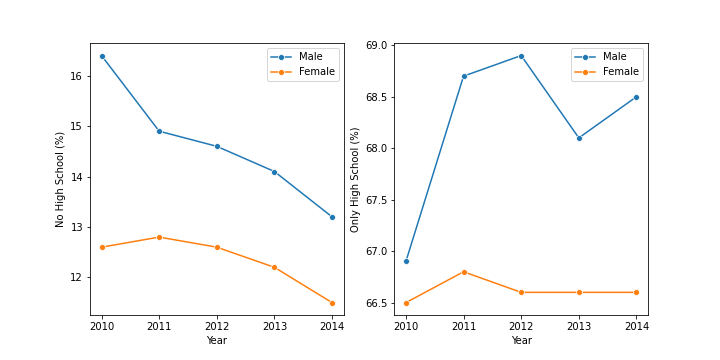 No High School (%)
16
15
14
13
12
Male
Female
2010 2011 2012 2013 2014
Year
Only High School (%)
69.0
68.5
68.0
67.5
67.0
66.5
Male
Female
2010 2011 2012 2013 2014
Year